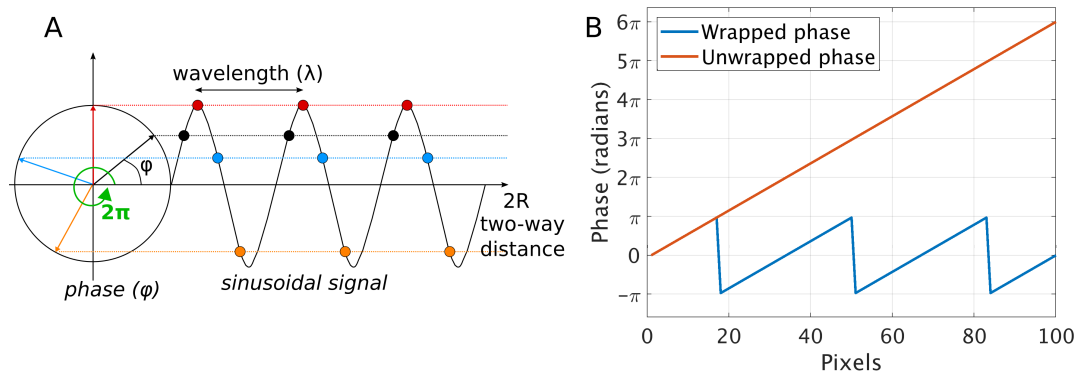 A
wavelength (λ)
φ
2π
2R
two-way
distance
phase (φ)
sinusoidal signal
B
Wrapped phase
Unwrapped phase
6π
5π
4π
3π
2π
π
0
-π
Phase (radians)
0
20
40
60
80
100
Pixels